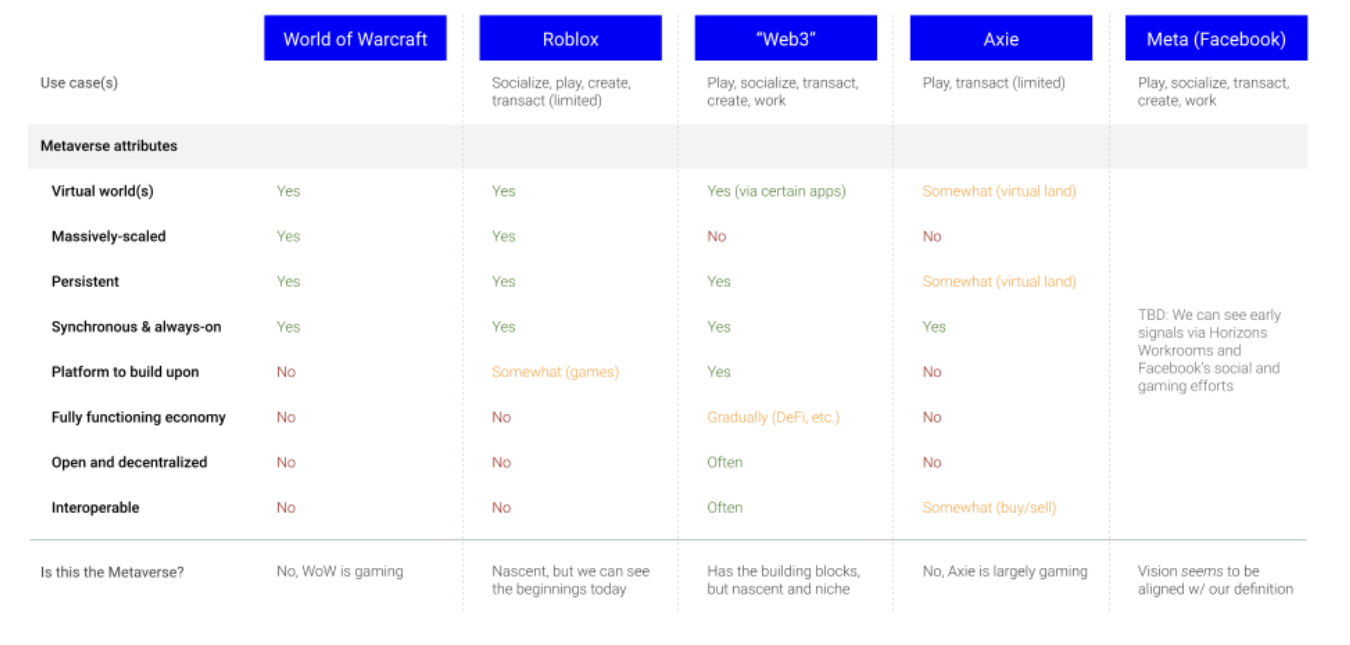 World of Warcraft Roblox “Web3” Axie Meta (Facebook)
Use case(s) Socialize, play, create, Play, socialize, transact, Play, transact (limited) Play, socialize, transact,
transact (limited) create, work create, work
Metaverse attributes
Virtual world(s) Yes Yes Yes (via certain apps) Somewhat (virtual land)
Massively-scaled Yes Yes No No
Persistent Yes Yes Yes Somewhat (virtual land)
Synchronous & always-on Yes Yes Yes Yes
Platform to build upon No Somewhat (games) Yes No
Fully functioning economy No No Gradually (DeFi, etc.) No
Open and decentralized No No Often No
Interoperable No No Often Somewhat (buy/sell)
TBD: We can see early
signals via Horizons
Workrooms and
Facebook's social and
gaming efforts
Is this the Metaverse? No, WoW is gaming Nascent, but we can see Has the building blocks, No, Axie is largely gaming Vision seems to be
the beginnings today but nascent and niche aligned w/ our definition